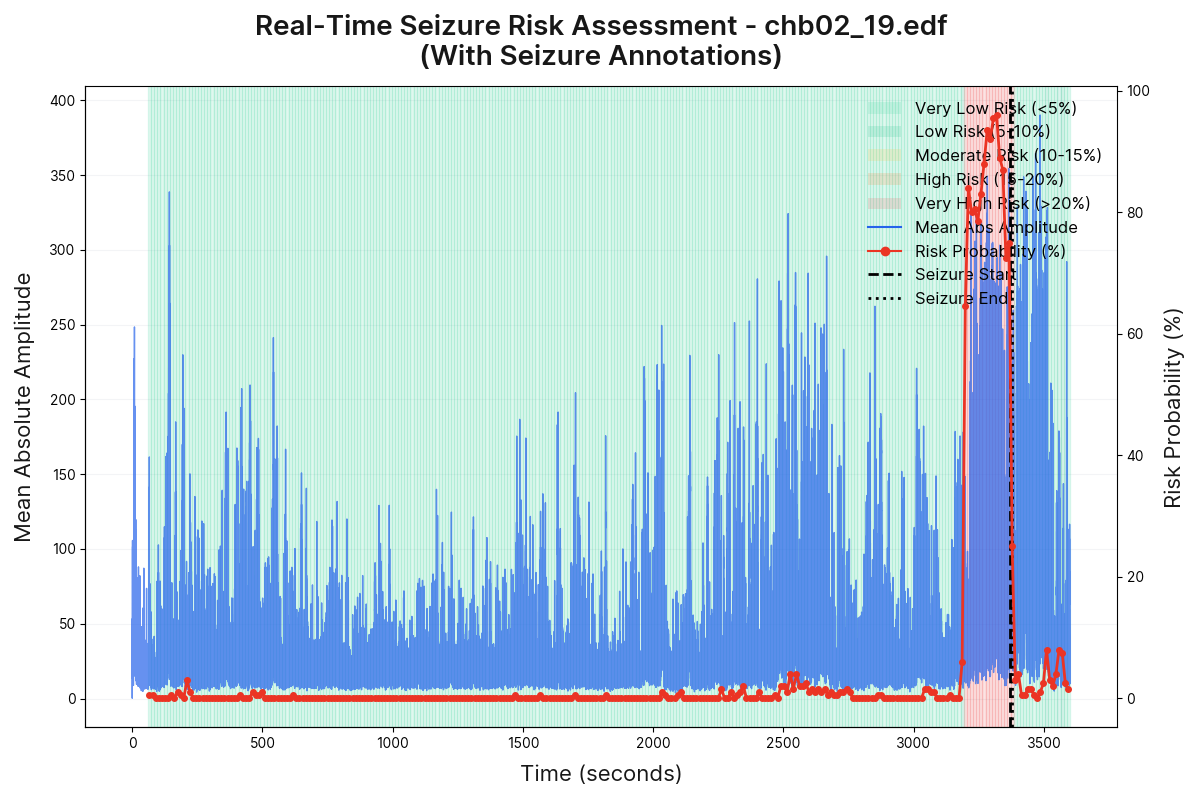 Real-Time Seizure Risk Assessment - chb02_19.edf
(With Seizure Annotations)
Mean Absolute Amplitude
400
350
300
250
200
150
100
50
0
Very Low Risk (<5%)
Low Risk (5-10%)
Moderate Risk (10-15%)
High Risk (15-20%)
Very High Risk (>20%)
Mean Abs Amplitude
Risk Probability (%)
Seizure Start
Seizure End
100
80
60
40
20
0
Risk Probability (%)
0
500
1000
1500
2000
2500
3000
3500
Time (seconds)